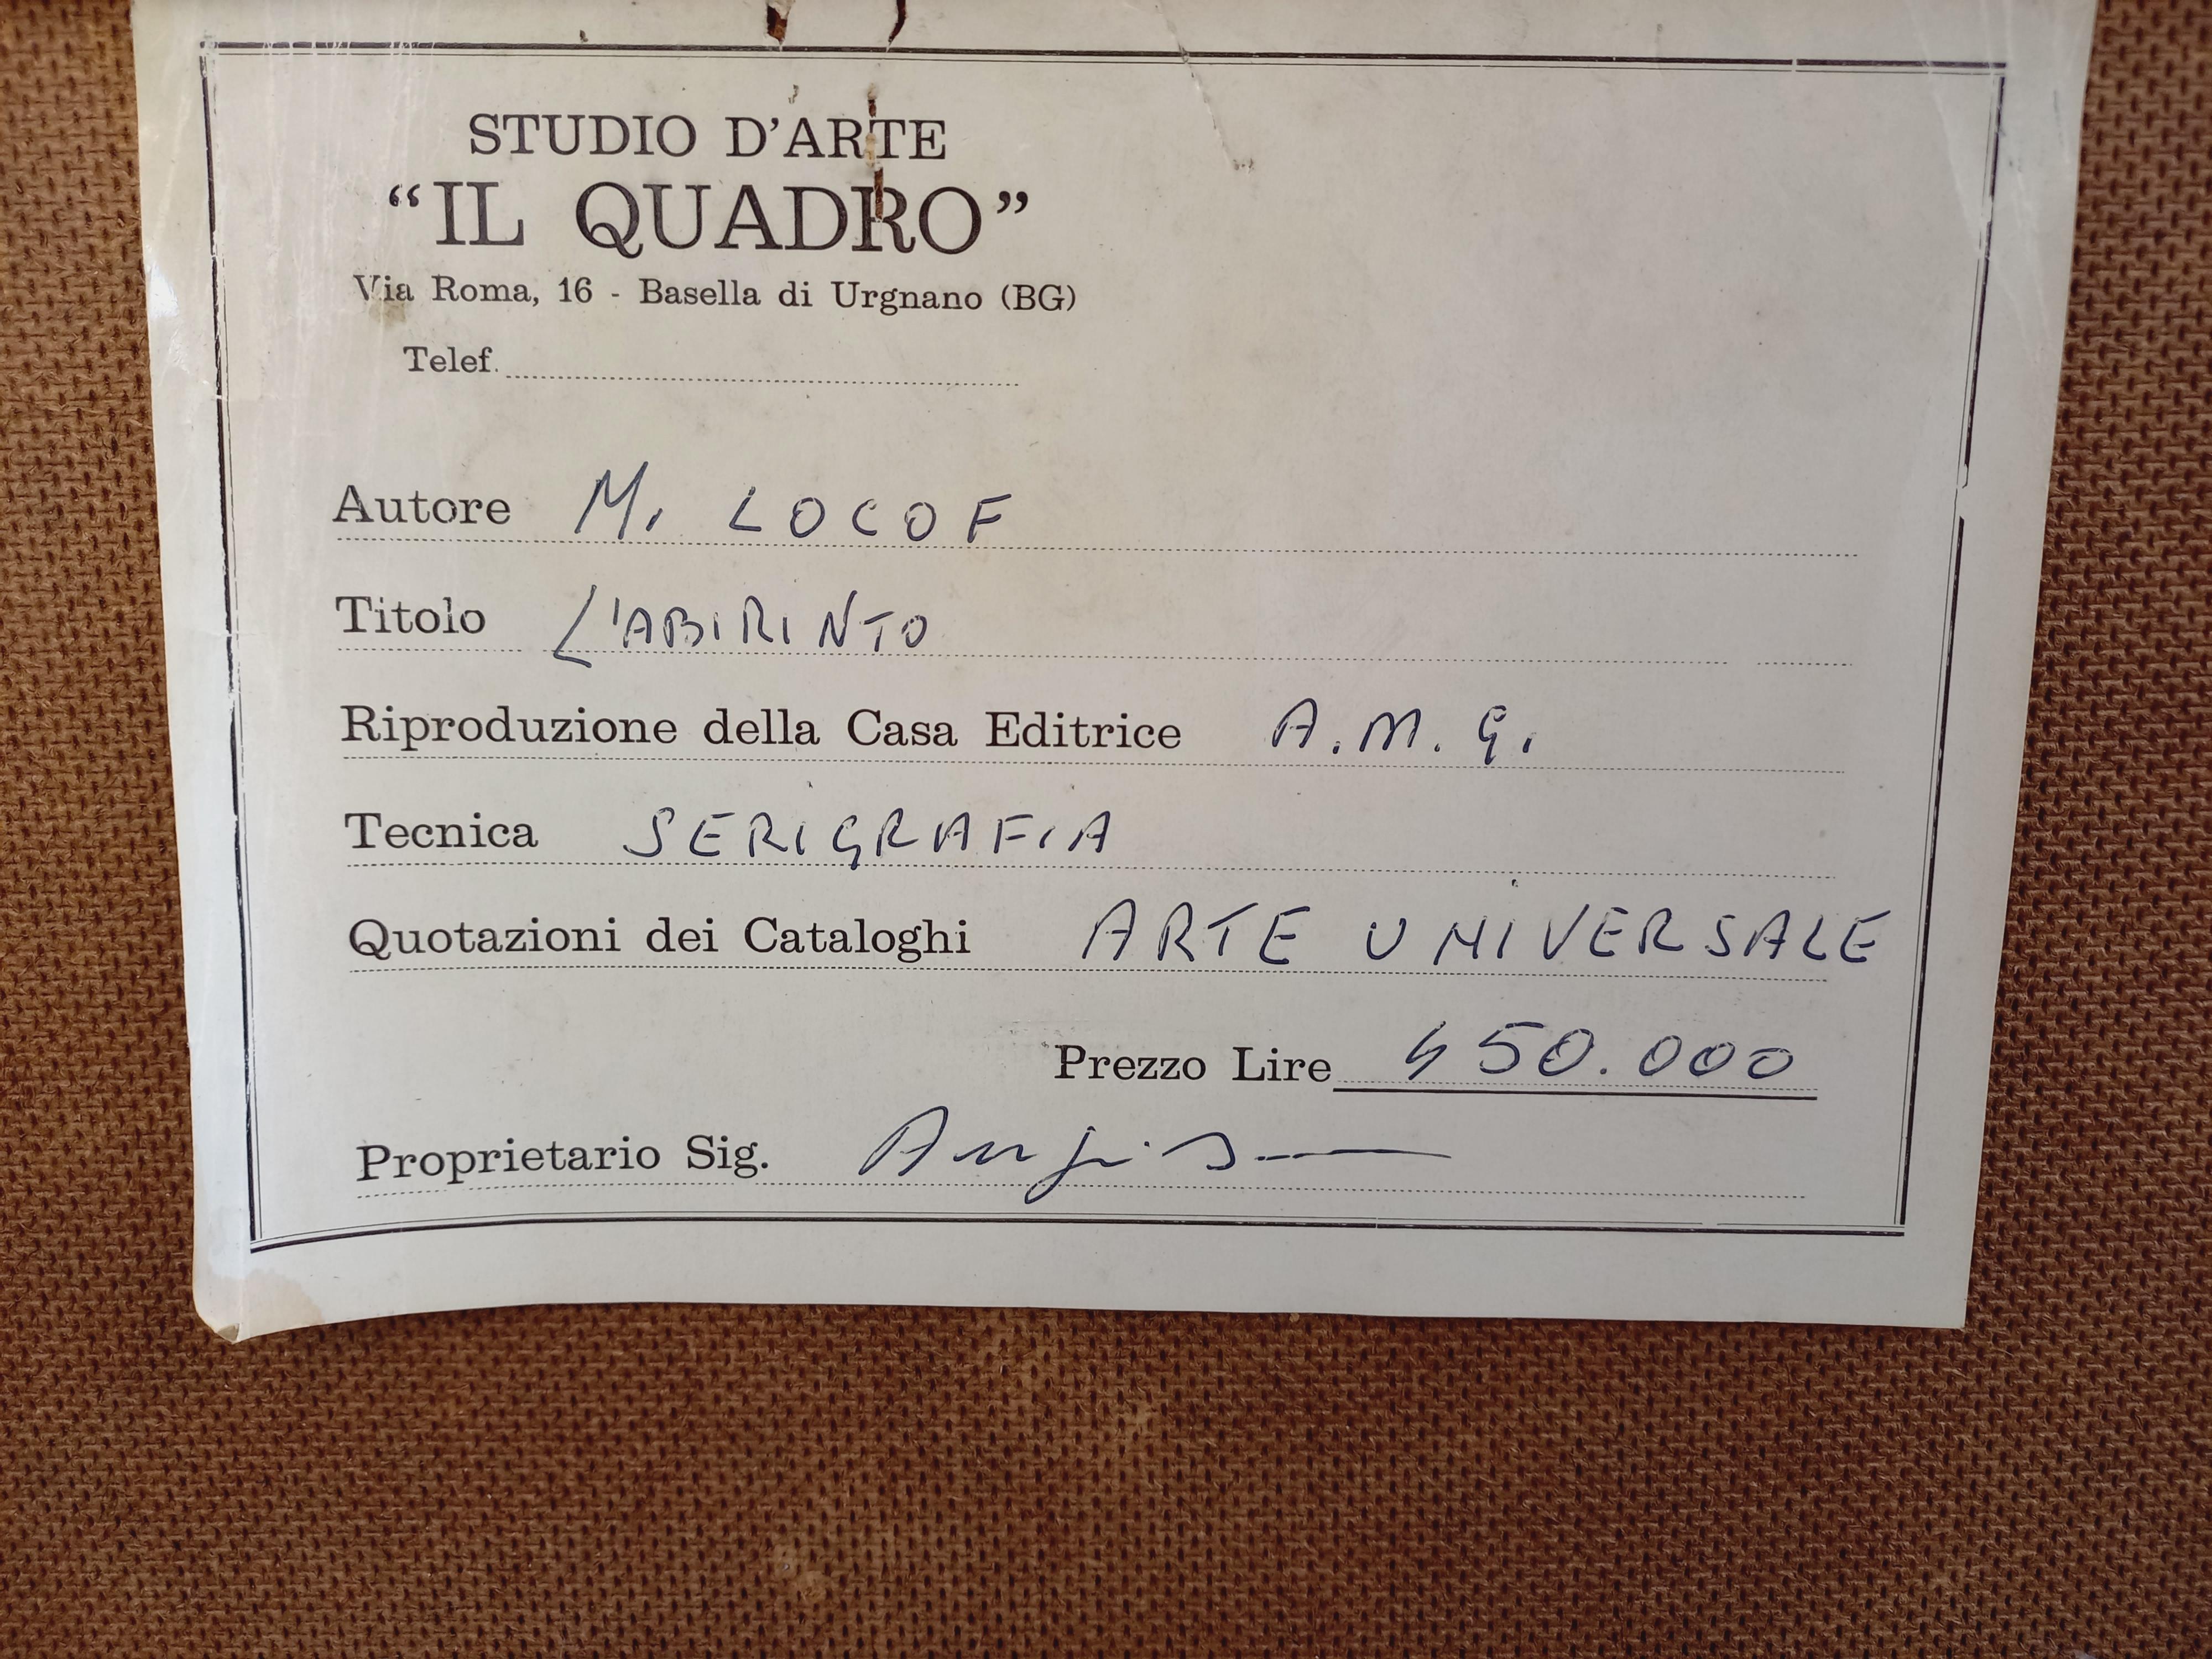 STUDIO D'ARTE
“IL QUADRO”
Via Roma, 16 - Basella di Urgnano (BG)
Telef.
Autore M. LOCOF
Titolo L'ABIRINTO
Riproduzione della Casa Editrice A.M.G.
Tecnica SERIGRAFIA
Quotazioni dei Cataloghi ARTE UNIVERSALE
Prezzo Lire 450.000
Proprietario Sig.